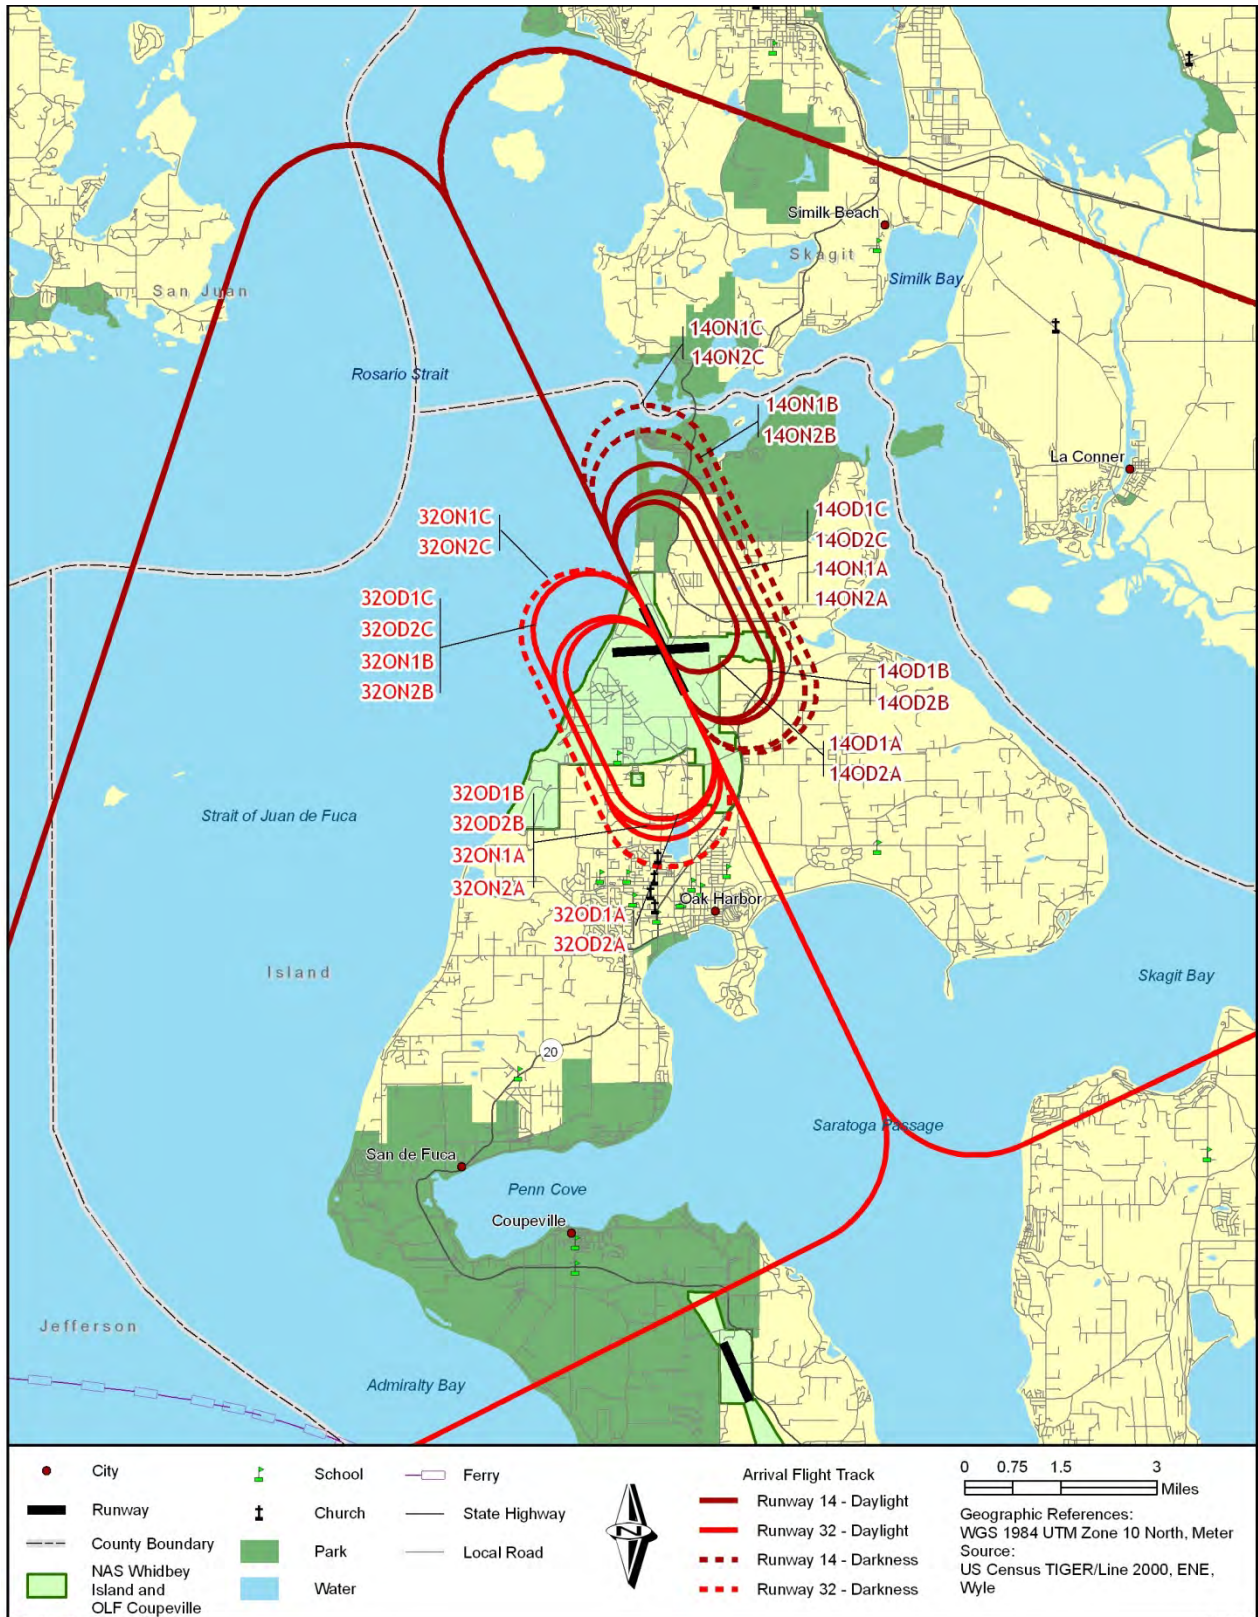 Similk Beach
Skagit
Similk Bay
San Juan
14ON1C
14ON2C
Rosario Strait
14ON1B
14ON2B
La Conner
14OD1C
14OD2C
14ON1A
14ON2A
32ON1C
32ON2C
32OD1C
32OD2C
32ON1B
32ON2B
14OD1B
14OD2B
14OD1A
14OD2A
32OD1B
32OD2B
32ON1A
32ON2A
Strait of Juan de Fuca
Oak Harbor
32OD1A
32OD2A
Island
Skagit Bay
20
Saratoga Passage
San de Fuca
Penn Cove
Coupeville
Jefferson
Admiralty Bay
City
Runway
County Boundary
NAS Whidbey
Island and
OLF Coupeville
School
Church
Park
Water
Ferry
State Highway
Local Road
N
Arrival Flight Track
Runway 14 - Daylight
Runway 32 - Daylight
Runway 14 - Darkness
Runway 32 - Darkness
0 0.75 1.5 3
Miles
Geographic References:
WGS 1984 UTM Zone 10 North, Meter
Source:
US Census TIGER/Line 2000, ENE,
Wyle